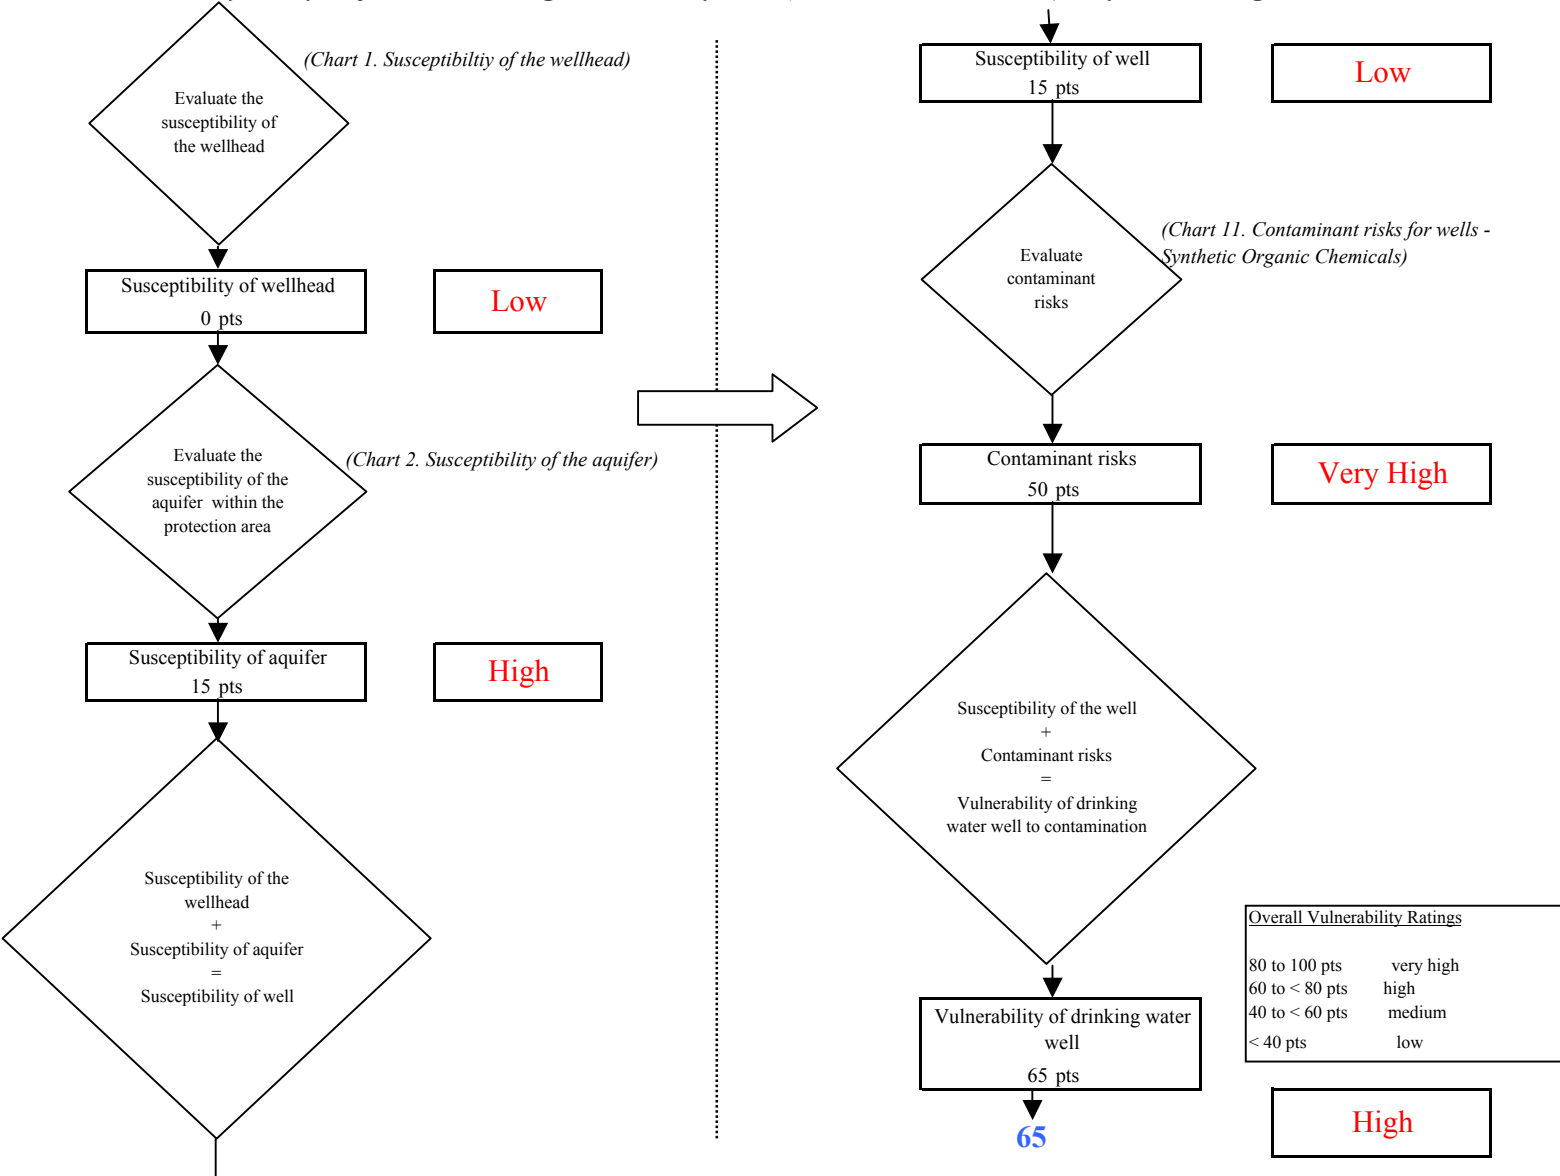 (Chart 1. Susceptibiltiy of the wellhead)
Evaluate the
susceptibility of
the wellhead
Susceptibility of wellhead
0 pts
Low
Evaluate the
susceptibility of the
aquifer within the
protection area
(Chart 2. Susceptibility of the aquifer)
Susceptibility of aquifer
15 pts
High
Susceptibility of the
wellhead
+
Susceptibility of aquifer
=
Susceptibility of well
Susceptibility of well
15 pts
Low
(Chart 11. Contaminant risks for wells -
Synthetic Organic Chemicals)
Evaluate
contaminant
risks
Contaminant risks
50 pts
Very High
Susceptibility of the well
+
Contaminant risks
=
Vulnerability of drinking
water well to contamination
Overall Vulnerability Ratings
80 to 100 pts very high
60 to < 80 pts high
40 to < 60 pts medium
< 40 pts low
Vulnerability of drinking water
well
65 pts
65
High